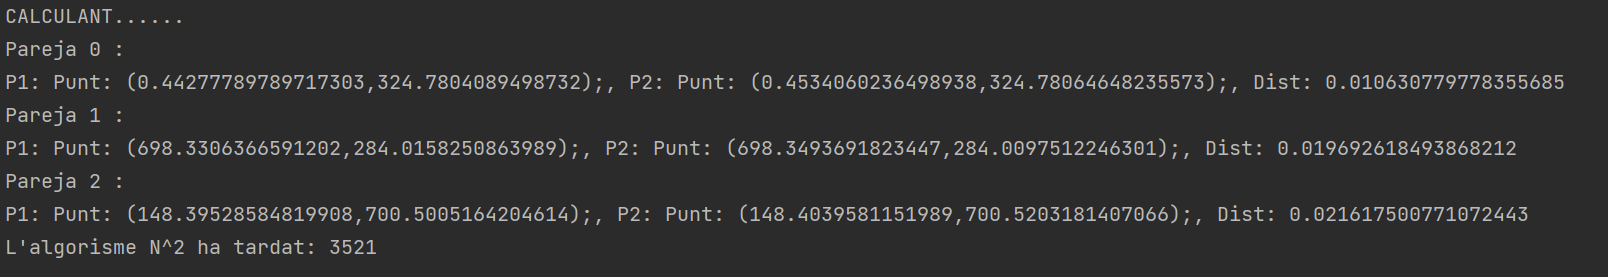 CALCULANT......
Pareja 0 :
P1: Punt: (0.44277789789717303,324.7804089498732);, P2: Punt: (0.4534060236498938,324.78064648235573);, Dist: 0.010630779778355685
Pareja 1 :
P1: Punt: (698.3306366591202,284.0158250863989);, P2: Punt: (698.3493691823447,284.0097512246301);, Dist: 0.019692618493868212
Pareja 2 :
P1: Punt: (148.39528584819908,700.5005164204614);, P2: Punt: (148.4039581151989,700.5203181407066);, Dist: 0.021617500771072443
L'algorisme N^2 ha tardat: 3521